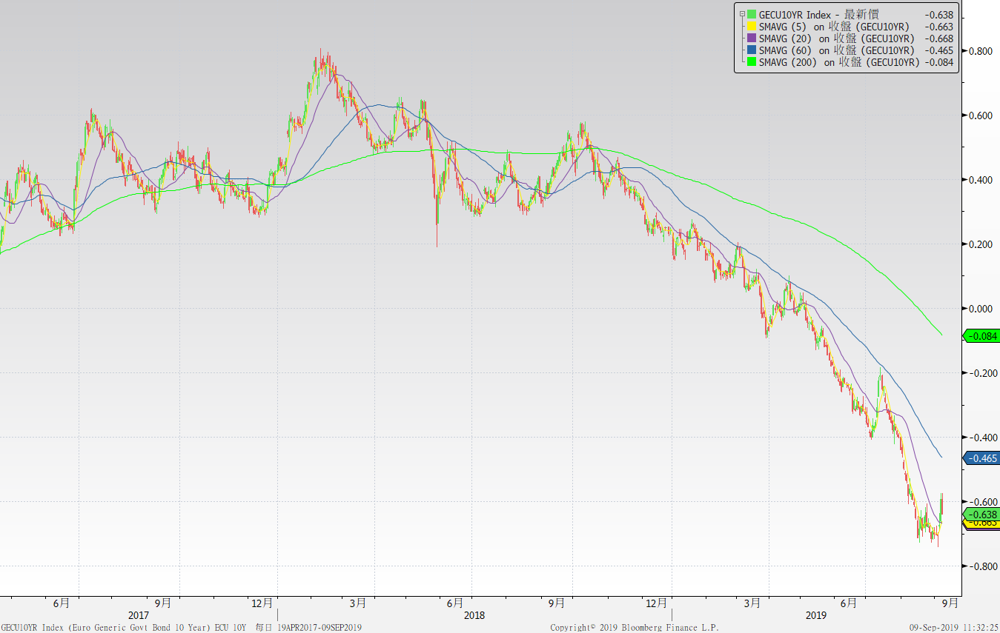 GECU10YR Index - 最新價 -0.638
SMAVG (5) on 收盤 (GECU10YR) -0.663
SMAVG (20) on 收盤 (GECU10YR) -0.668
SMAVG (60) on 收盤 (GECU10YR) -0.465
SMAVG (200) on 收盤 (GECU10YR) -0.084
0.800
0.600
0.400
0.200
0.000
-0.084
-0.200
-0.400
-0.465
-0.600
-0.638
-0.663
-0.800
6月 9月 12月 3月 6月 9月 12月 3月 6月 9月
2017 2018 2019
GECU10YR Index (Euro Generic Govt Bond 10 Year) ECU 10Y 每日 19APR2017-09SEP2019 Copyright© 2019 Bloomberg Finance L.P. 09-Sep-2019 11:32:25